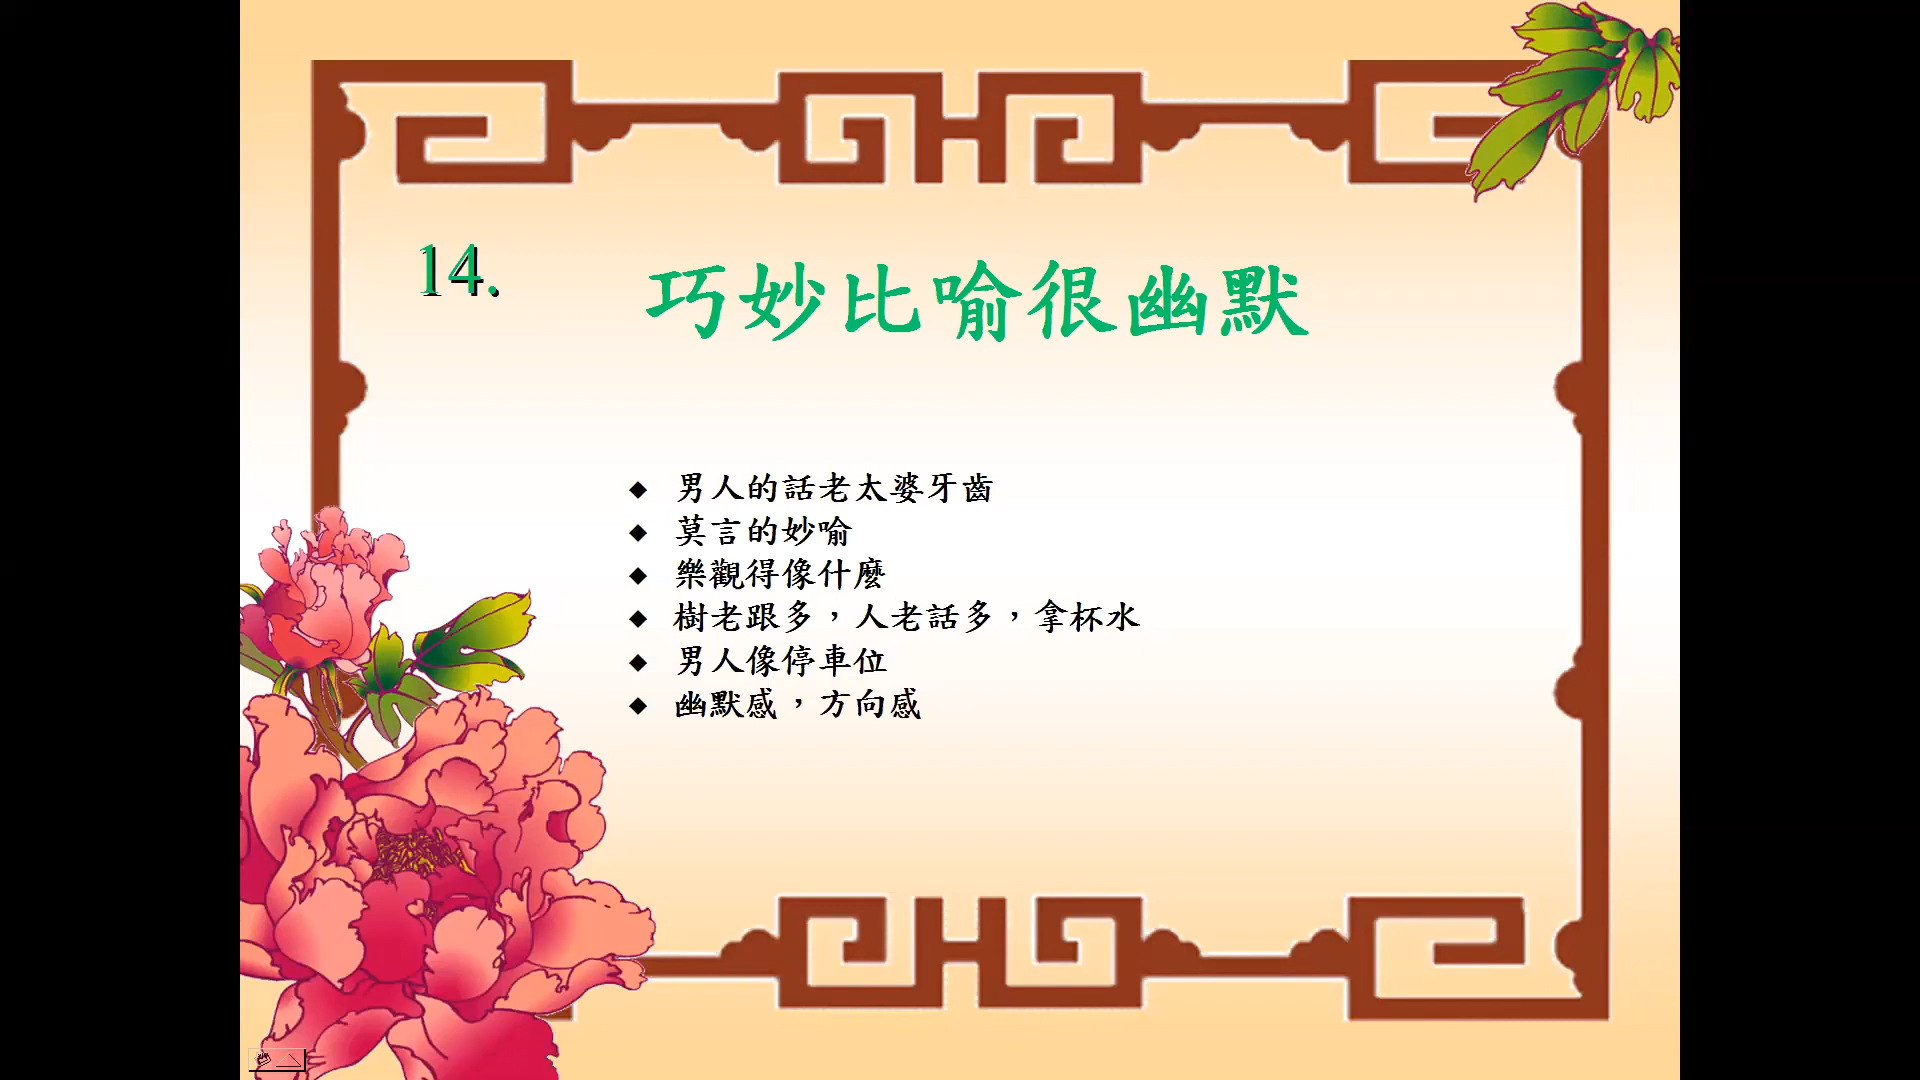 14.
巧妙比喻很幽默
◆ 男人的話老太婆牙齒
◆ 莫言的妙喻
◆ 樂觀得像什麼
◆ 樹老跟多，人老話多，拿杯水
◆ 男人像停車位
◆ 幽默感，方向感